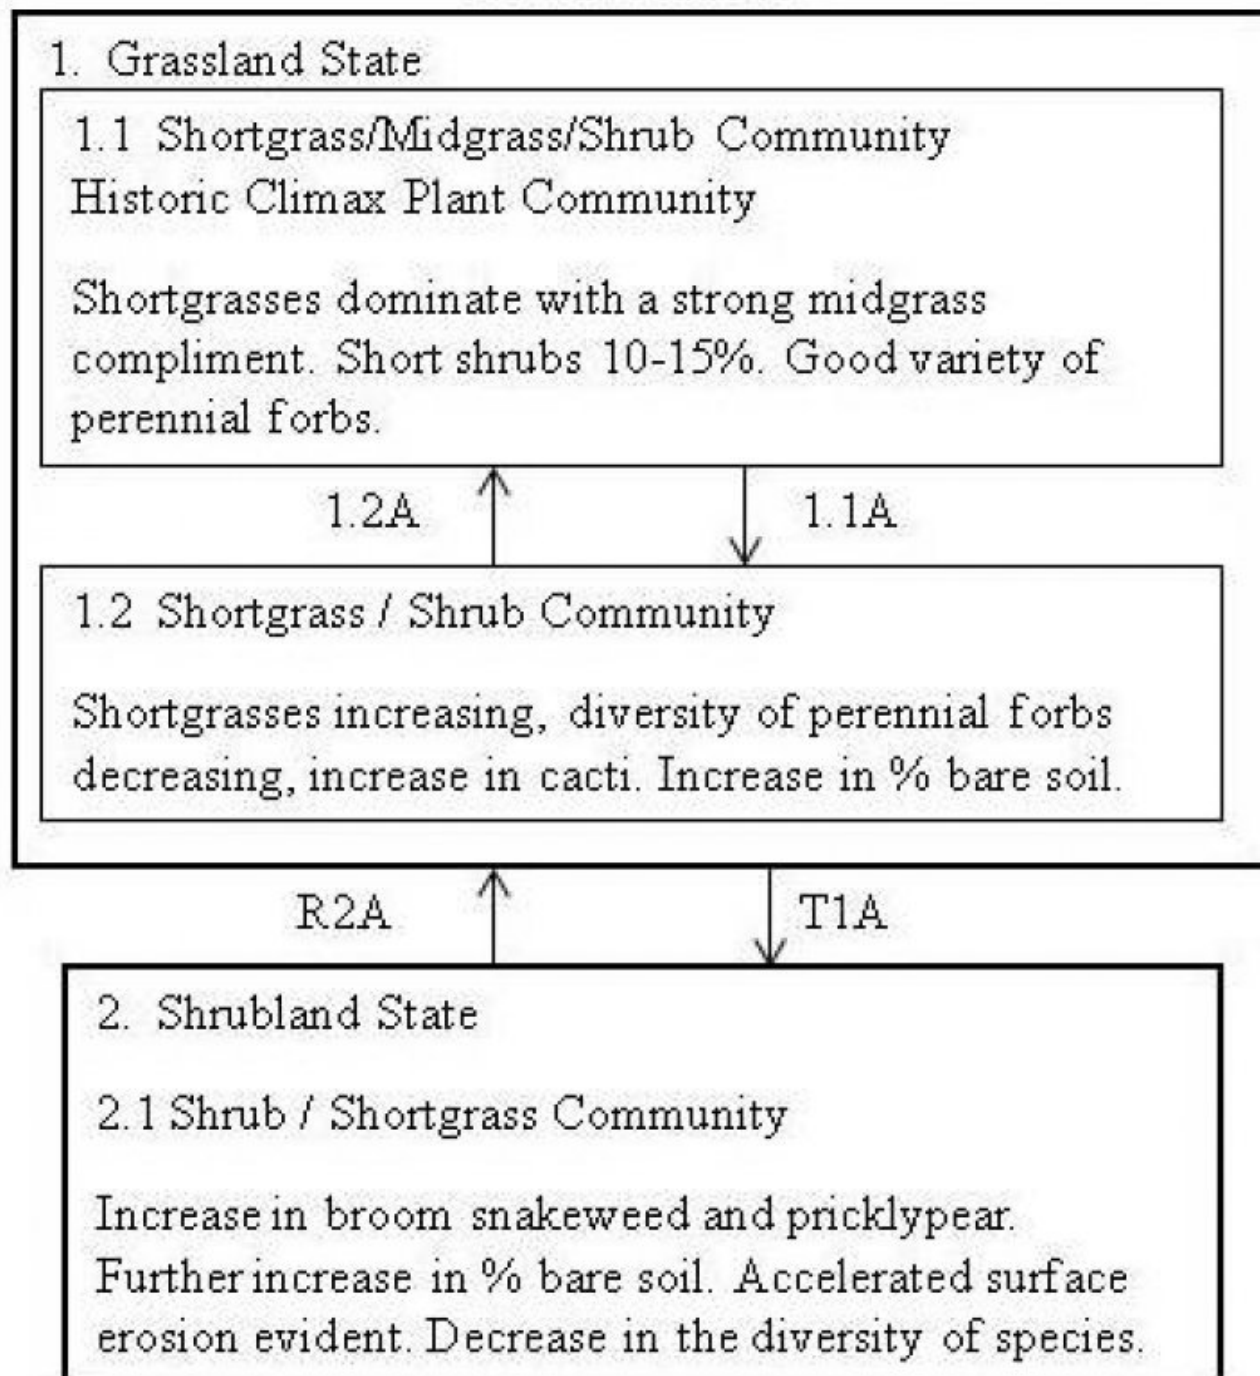 1. Grassland State
1.1 Shortgrass/Midgrass/Shrub Community
Historic Climax Plant Community
Shortgrasses dominate with a strong midgrass
compliment. Short shrubs 10-15%. Good variety of
perennial forbs.
1.2A 1.1A
1.2 Shortgrass / Shrub Community
Shortgrasses increasing, diversity of perennial forbs
decreasing, increase in cacti. Increase in % bare soil.
R2A T1A
2. Shrubland State
2.1 Shrub / Shortgrass Community
Increase in broom snakeweed and pricklypear.
Further increase in % bare soil. Accelerated surface
erosion evident. Decrease in the diversity of species.